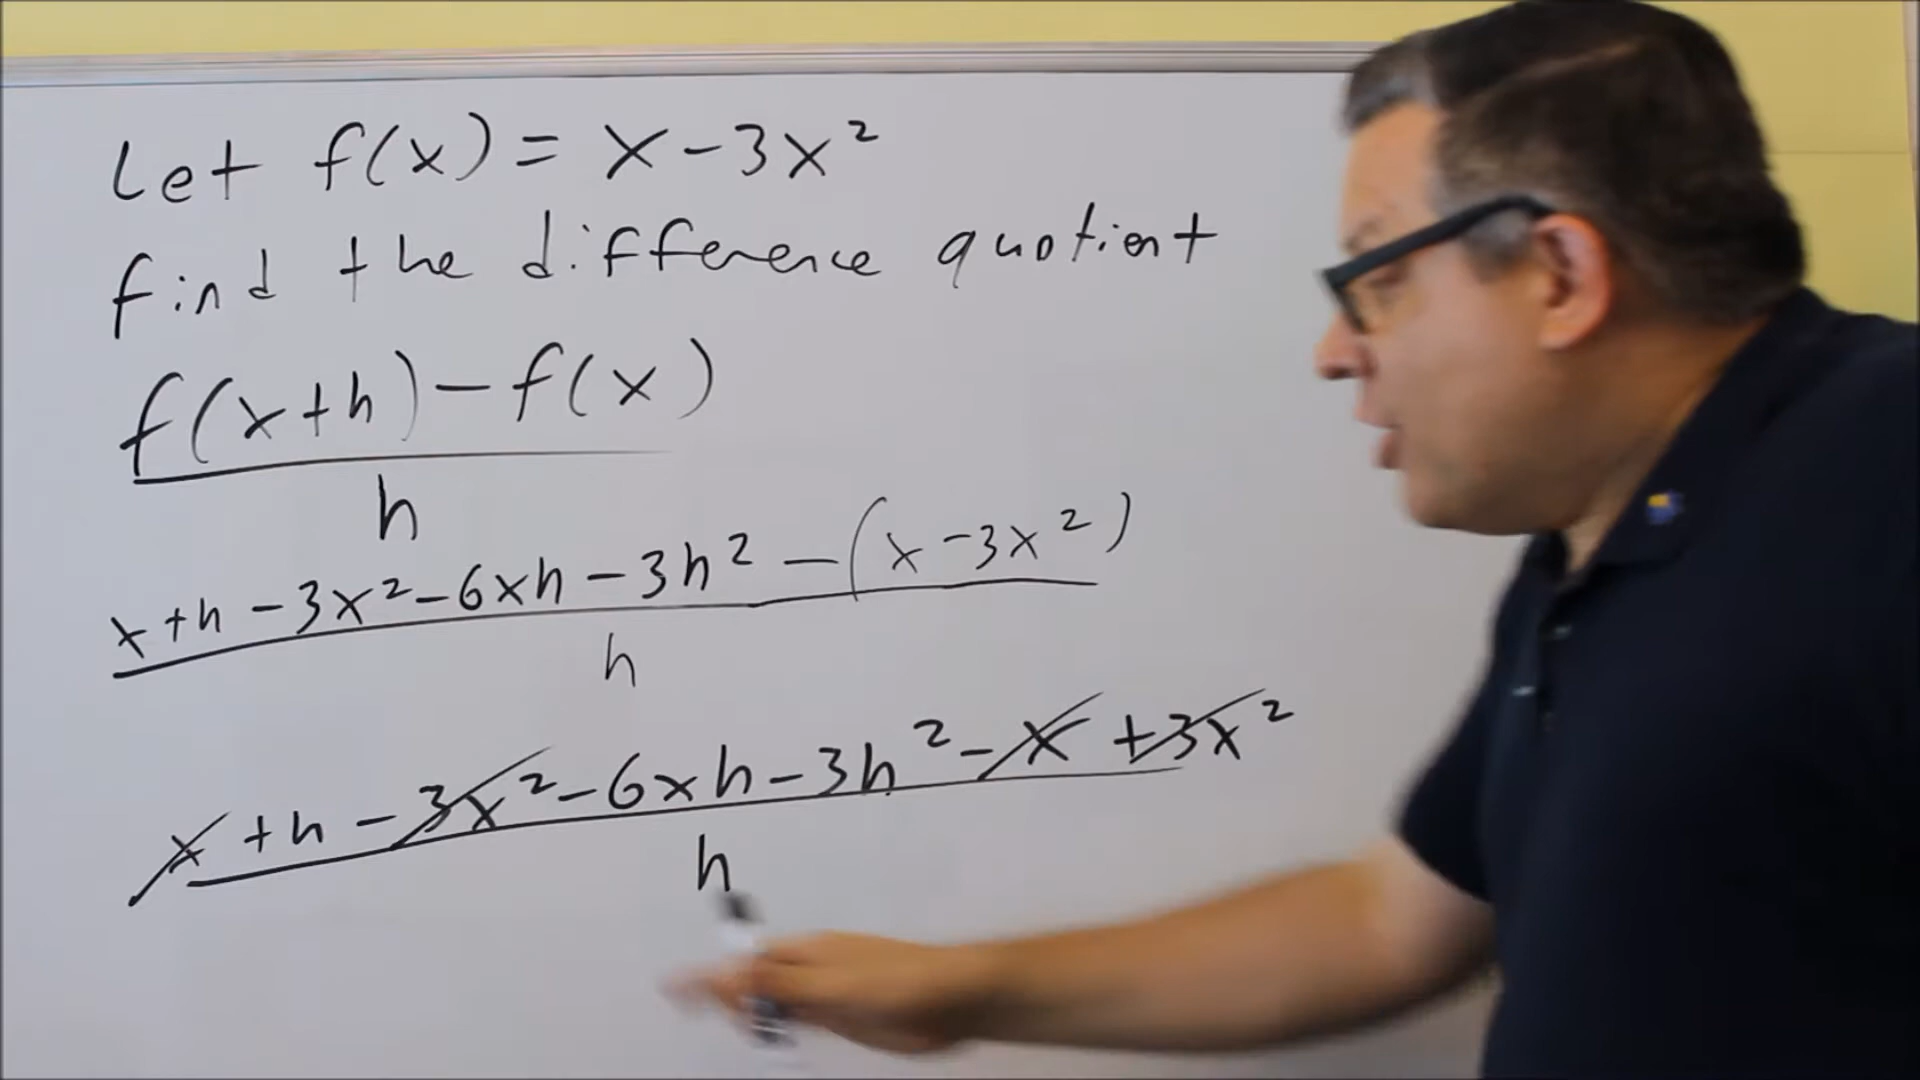 Let f(x) = x - 3x²
find the difference quotient
f(x+h) - f(x)
h
x + h - 3x² - 6xh - 3h² - (x - 3x²)
h
x + h - 3x² - 6xh - 3h² - x + 3x²
h